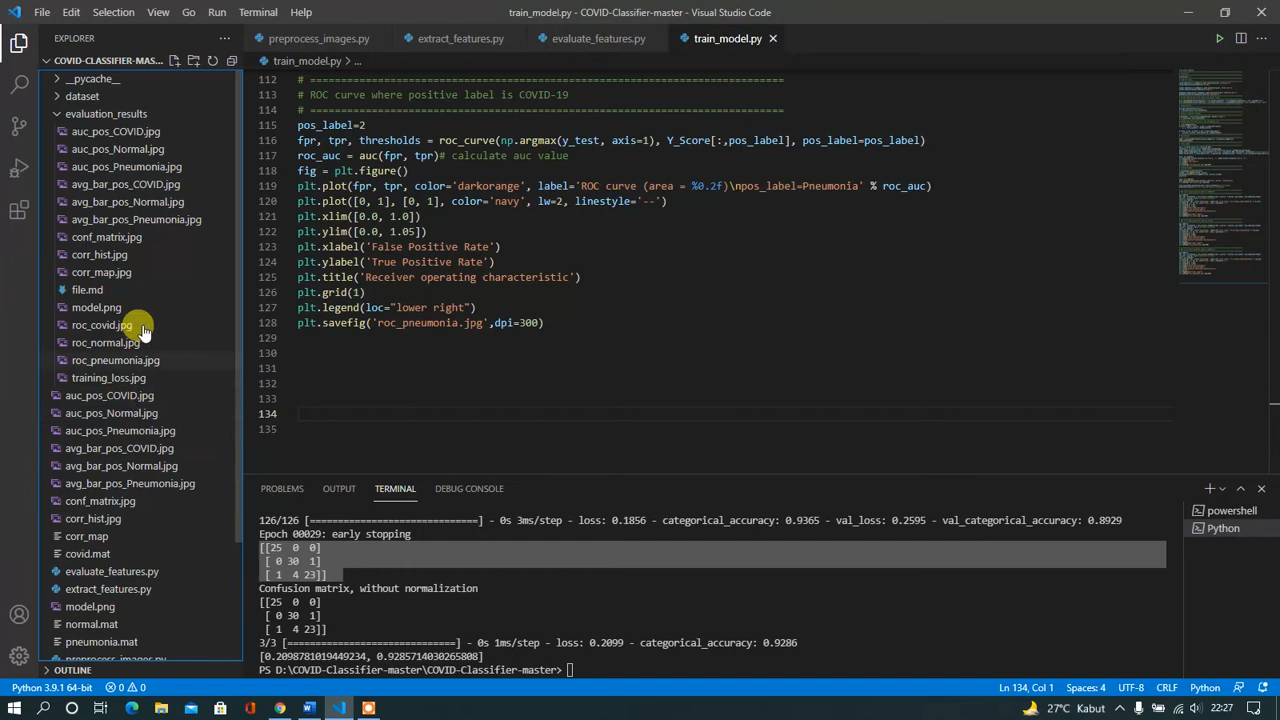 File Edit Selection View Go Run Terminal Help
train_model.py - COVID-Classifier-master - Visual Studio Code
EXPLORER
COVID-CLASSIFIER-MAS...
__pycache__
dataset
evaluation_results
auc_pos_COVID.jpg
auc_pos_Normal.jpg
auc_pos_Pneumonia.jpg
avg_bar_pos_COVID.jpg
avg_bar_pos_Normal.jpg
avg_bar_pos_Pneumonia.jpg
conf_matrix.jpg
corr_hist.jpg
corr_map.jpg
file.md
model.png
roc_covid.jpg
roc_normal.jpg
roc_pneumonia.jpg
training_loss.jpg
auc_pos_COVID.jpg
auc_pos_Normal.jpg
auc_pos_Pneumonia.jpg
avg_bar_pos_COVID.jpg
avg_bar_pos_Normal.jpg
avg_bar_pos_Pneumonia.jpg
conf_matrix.jpg
corr_hist.jpg
corr_map
covid.mat
evaluate_features.py
extract_features.py
model.png
normal.mat
pneumonia.mat
preprocess_images.py
OUTLINE
preprocess_images.py extract_features.py evaluate_features.py train_model.py
train_model.py > ...
112 # =========================================================================
113 # ROC curve where positive label is COVID-19
114 # =========================================================================
115 pos_label=2
116 fpr, tpr, thresholds = roc_curve(np.argmax(y_test, axis=1), Y_Score[:,pos_label], pos_label=pos_label)
117 roc_auc = auc(fpr, tpr)# calculate auc value
118 fig = plt.figure()
119 plt.plot(fpr, tpr, color='darkorange', label='ROC curve (area = %0.2f)\npos_label=Pneumonia' % roc_auc)
120 plt.plot([0, 1], [0, 1], color='navy', linestyle='--')
121 plt.xlim([0.0, 1.0])
122 plt.ylim([0.0, 1.05])
123 plt.xlabel('False Positive Rate')
124 plt.ylabel('True Positive Rate')
125 plt.title('Receiver operating characteristic')
126 plt.grid(1)
127 plt.legend(loc="lower right")
128 plt.savefig('roc_pneumonia.jpg',dpi=300)
129
130
131
132
133
134
135
PROBLEMS OUTPUT TERMINAL DEBUG CONSOLE
126/126 [==============================] - 0s 3ms/step - loss: 0.1856 - categorical_accuracy: 0.9365 - val_loss: 0.2595 - val_categorical_accuracy: 0.8929
Epoch 00029: early stopping
[[25 0 0]
[ 0 30 1]
[ 1 4 23]]
Confusion matrix, without normalization
[[25 0 0]
[ 0 30 1]
[ 1 4 23]]
3/3 [==============================] - 0s 1ms/step - loss: 0.2099 - categorical_accuracy: 0.9286
[0.2098781019449234, 0.9285714030265808]
PS D:\COVID-Classifier-master\COVID-Classifier-master>
powershell
Python
Python 3.9.1 64-bit 0 0 Ln 134, Col 1 Spaces: 4 UTF-8 CRLF Python
27°C Kabut 22:27